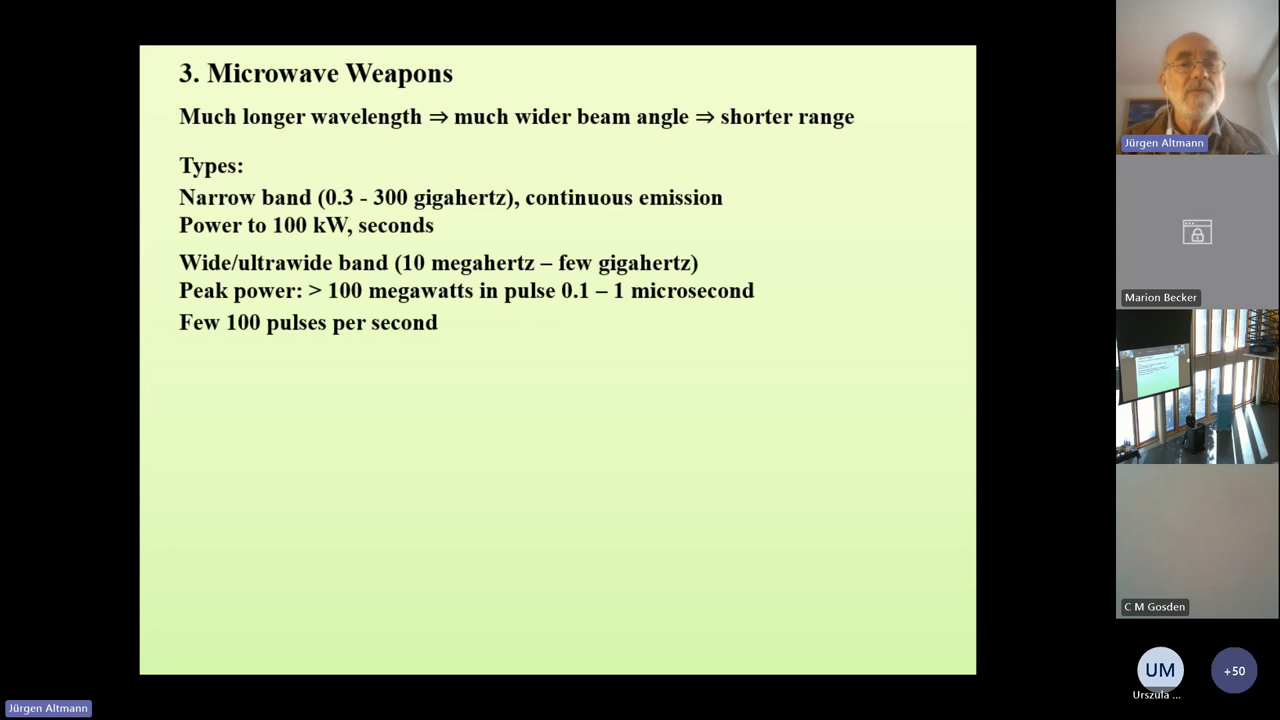 3. Microwave Weapons
Much longer wavelength ⇒ much wider beam angle ⇒ shorter range
Types:
Narrow band (0.3 - 300 gigahertz), continuous emission
Power to 100 kW, seconds
Wide/ultrawide band (10 megahertz – few gigahertz)
Peak power: > 100 megawatts in pulse 0.1 – 1 microsecond
Few 100 pulses per second
Jürgen Altmann
Marion Becker
C M Gosden
UM
Urszula ...
+50
Jürgen Altmann